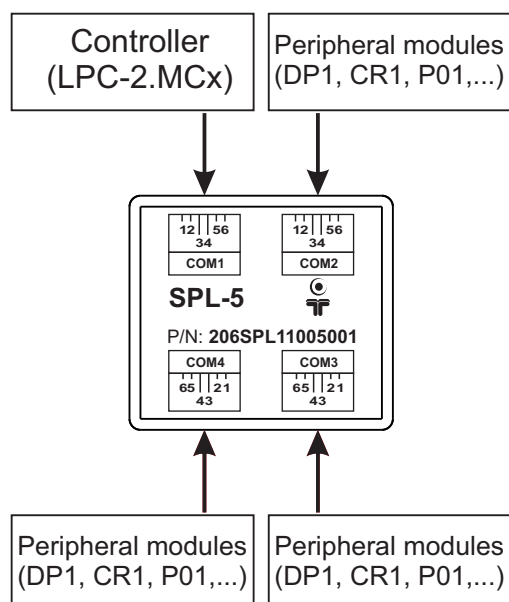 Controller
(LPC-2.MCx)
Peripheral modules
(DP1, CR1, P01,...)
12 56
34
COM1
12 56
34
COM2
SPL-5
P/N: 206SPL11005001
COM4
65 21
43
COM3
65 21
43
Peripheral modules
(DP1, CR1, P01,...)
Peripheral modules
(DP1, CR1, P01,...)